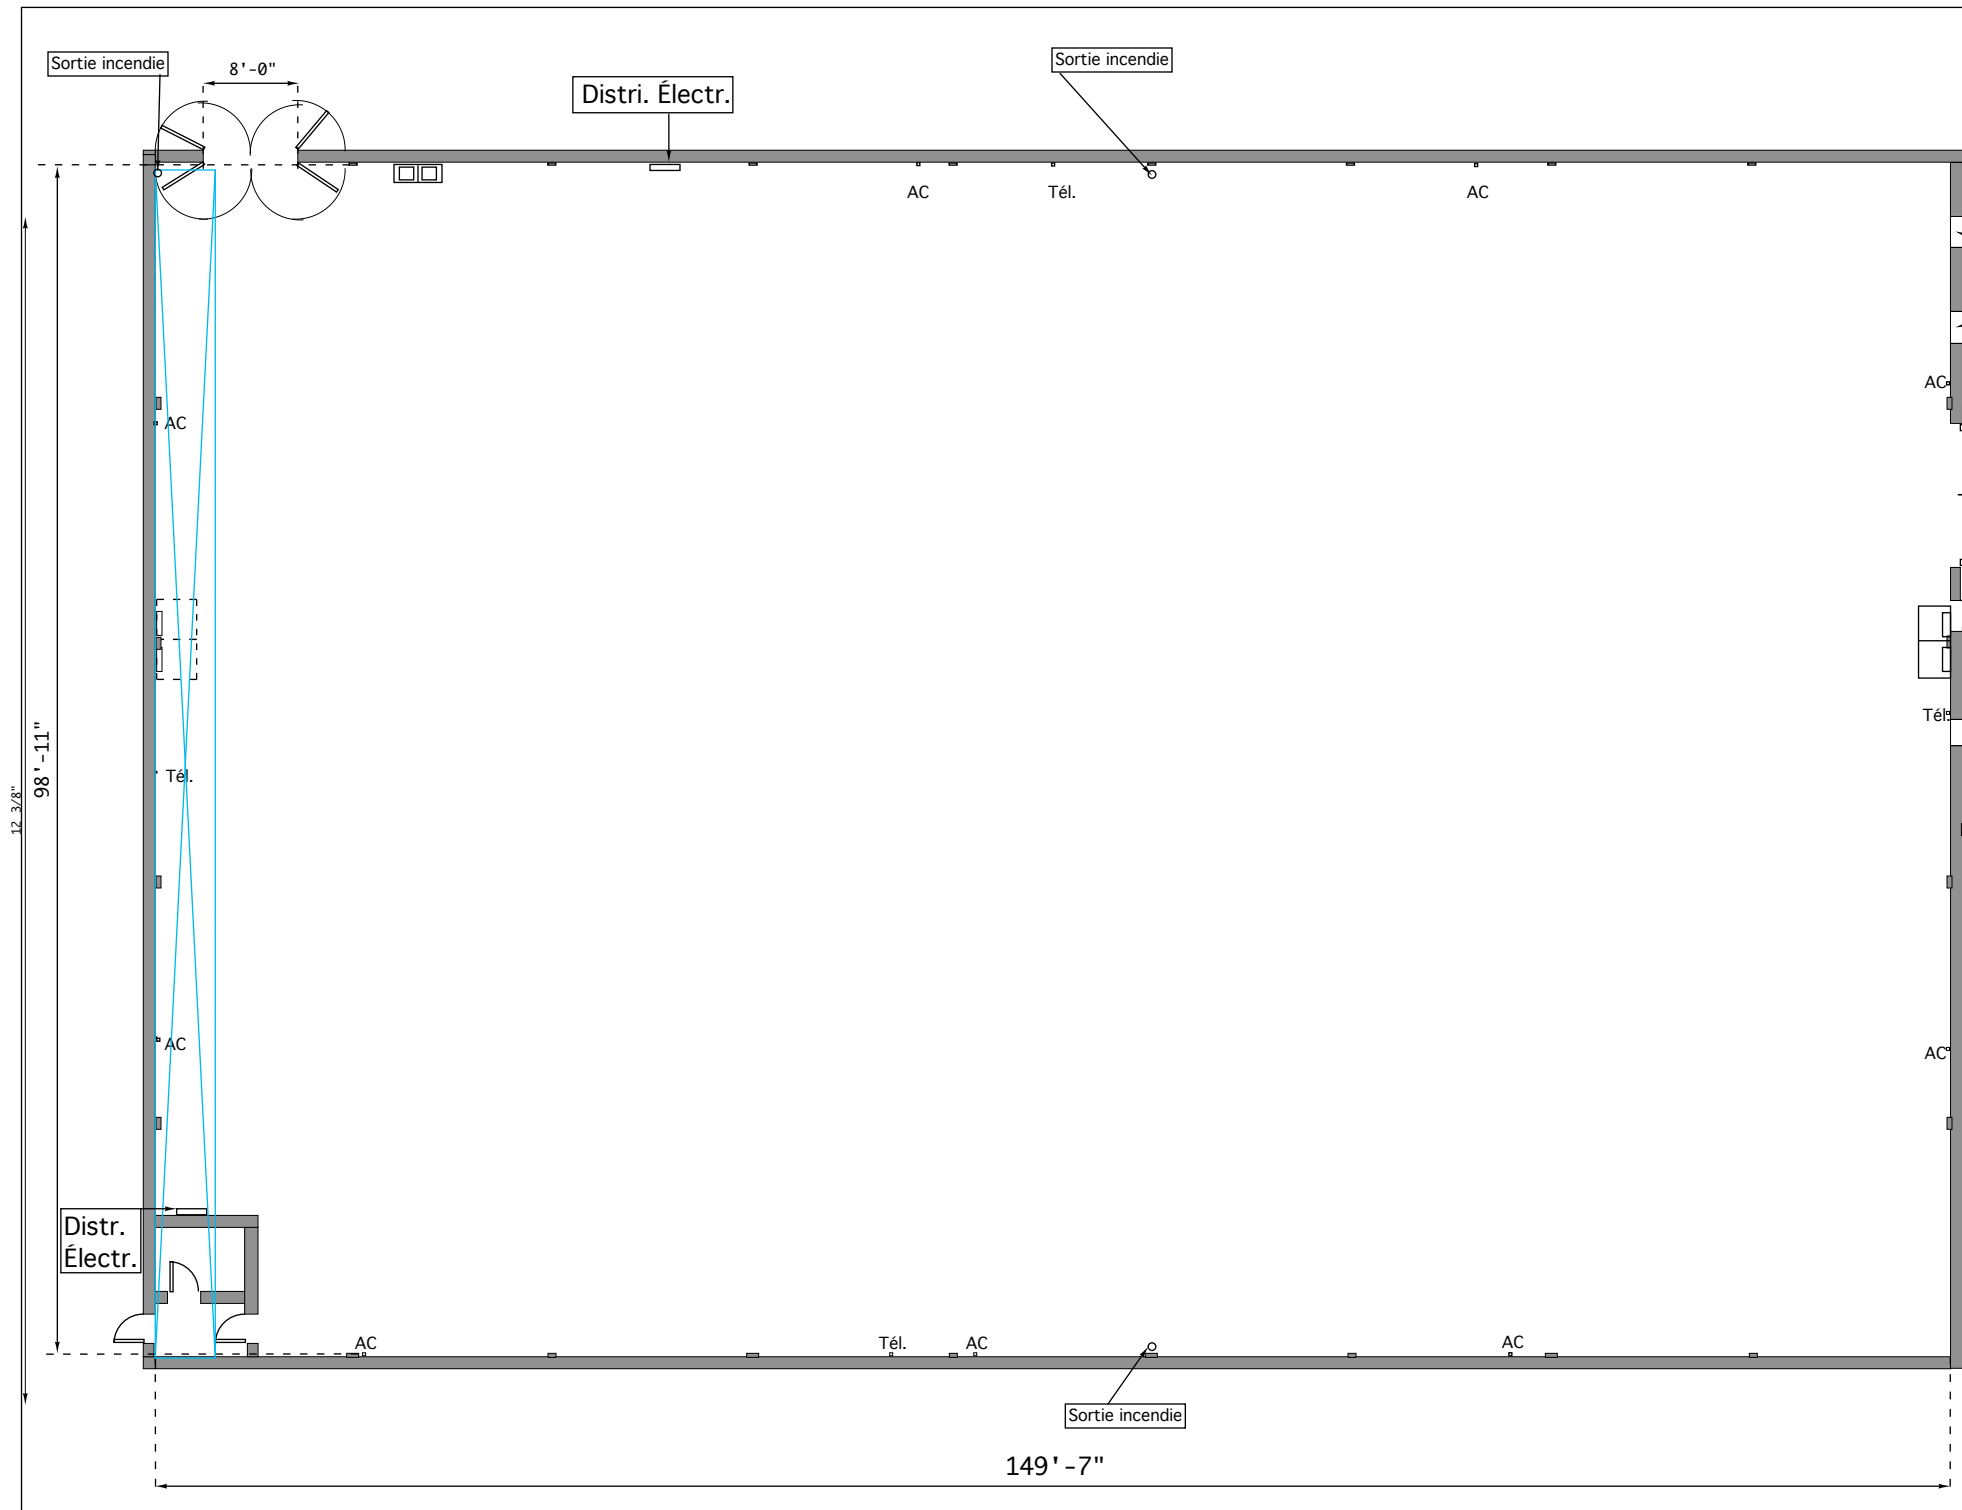 Sortie incendie
8'-0"
Distri. Électr.
Sortie incendie
AC
Tél.
AC
AC
AC
98'-11"
12 3/8"
Tél.
Tél.
AC
AC
Distr.
Électr.
AC
Tél.
AC
AC
Sortie incendie
149'-7"